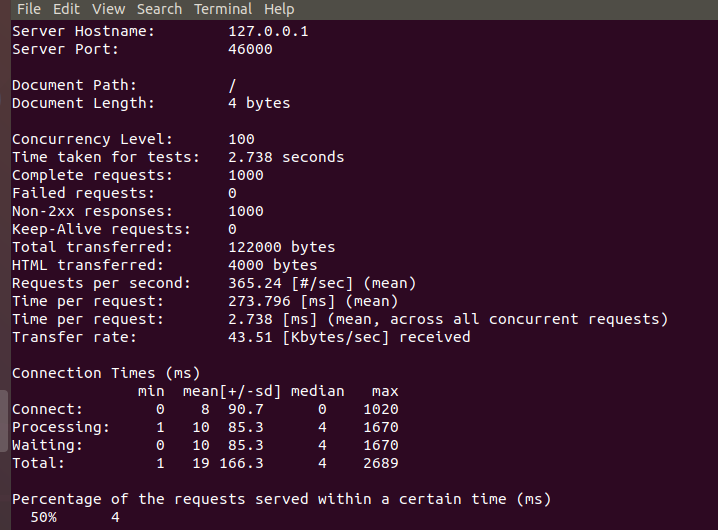 File Edit View Search Terminal Help
Server Hostname:        127.0.0.1
Server Port:            46000
Document Path:          /
Document Length:        4 bytes
Concurrency Level:      100
Time taken for tests:   2.738 seconds
Complete requests:      1000
Failed requests:        0
Non-2xx responses:      1000
Keep-Alive requests:    0
Total transferred:      122000 bytes
HTML transferred:       4000 bytes
Requests per second:    365.24 [#/sec] (mean)
Time per request:       273.796 [ms] (mean)
Time per request:       2.738 [ms] (mean, across all concurrent requests)
Transfer rate:          43.51 [Kbytes/sec] received
Connection Times (ms)
              min  mean[+/-sd] median   max
Connect:        0    8  90.7      0    1020
Processing:     1   10  85.3      4    1670
Waiting:        0   10  85.3      4    1670
Total:          1   19 166.3      4    2689
Percentage of the requests served within a certain time (ms)
  50%      4